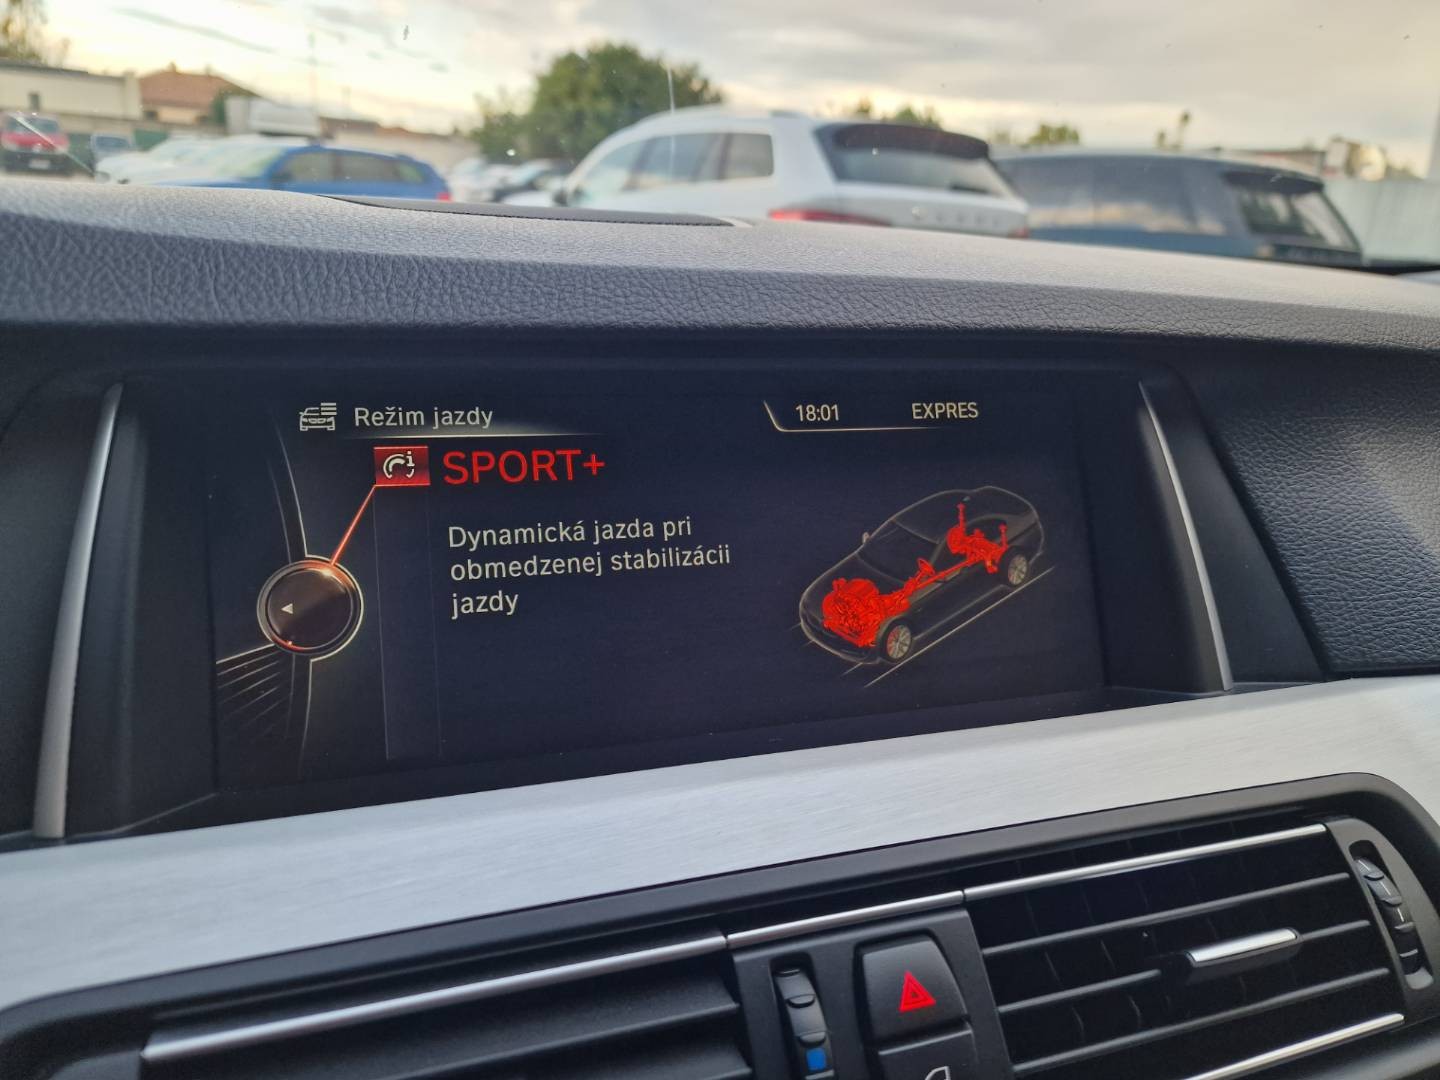 Režim jazdy
18:01
EXPRES
SPORT+
Dynamická jazda pri
obmedzenej stabilizácii
jazdy